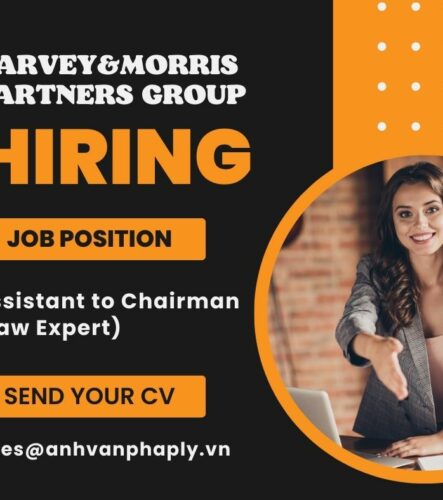 ARVEY&MORRIS
ARTNERS GROUP
HIRING
JOB POSITION
ssistant to Chairman
aw Expert)
SEND YOUR CV
es@anhvanphaply.vn